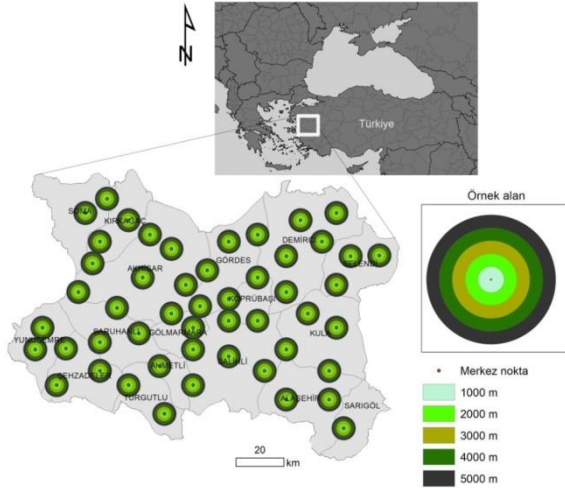 N
Türkiye
Örnek alan
SOMA
KIRKAĞAÇ
DEMİRCİ
SELENDİ
GÖRDES
AKHİSAR
KÖPRÜBAŞI
YUNUSEMRE
SARUHANLI
GÖLMARMARA
KULA
SALİHLİ
AHMETLİ
ŞEHZADELER
TURGUTLU
ALAŞEHİR
SARIGÖL
20
km
Merkez nokta
1000 m
2000 m
3000 m
4000 m
5000 m